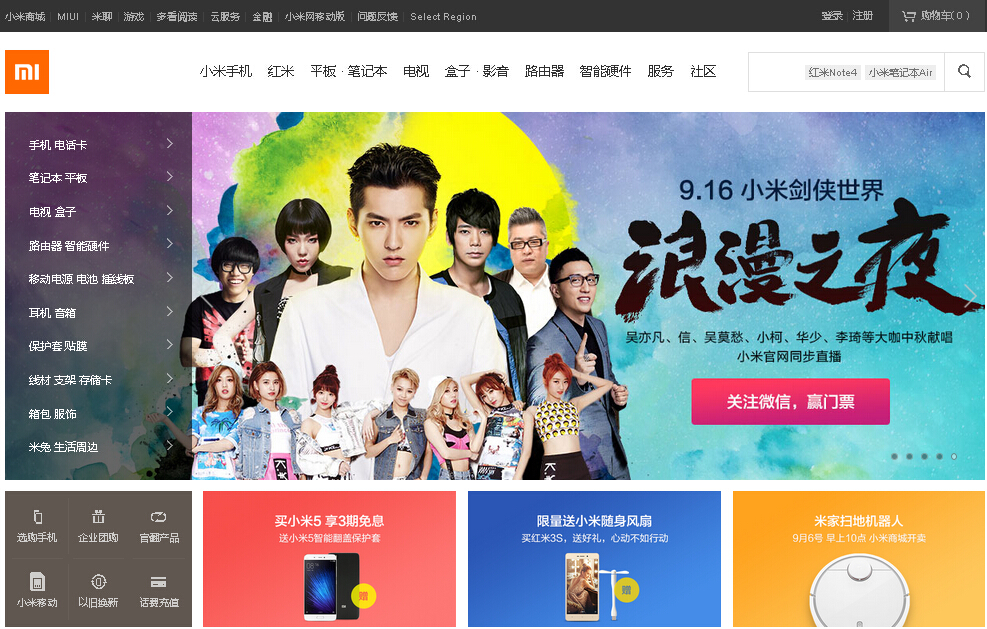 小米商城 MIUI 米聊 游戏 多看阅读 云服务 金融 小米网移动版 问题反馈 Select Region 登录 注册 购物车(0)
小米手机 红米 平板·笔记本 电视 盒子·影音 路由器 智能硬件 服务 社区 红米Note4 小米笔记本Air
手机 电话卡
笔记本 平板
电视 盒子
路由器 智能硬件
移动电源 电池 插线板
耳机 音箱
保护套 贴膜
线材 支架 存储卡
箱包 服饰
米兔 生活周边
9.16 小米剑侠世界
浪漫之夜
吴亦凡、信、吴莫愁、小柯、华少、李琦等大咖中秋献唱
小米官网同步直播
关注微信，赢门票
选购手机 企业团购 官翻产品
小米移动 以旧换新 话费充值
买小米5 享3期免息
送小米5智能翻盖保护套
赠
限量送小米随身风扇
买红米3S，送好礼，心动不如行动
赠
米家扫地机器人
9月6号 早上10点 小米商城开卖